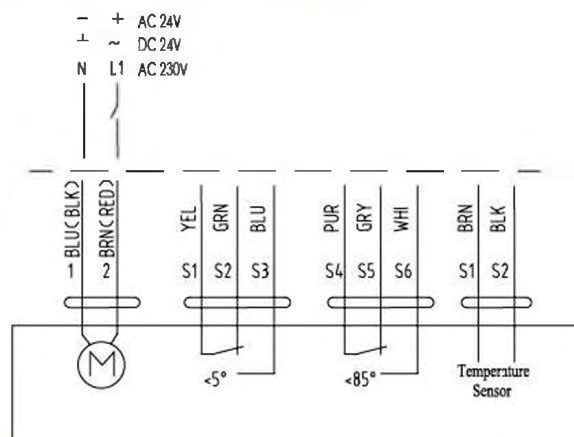 − + AC 24V
⊥ ~ DC 24V
N L1 AC 230V
1 BLU(BLK)
2 BRN(RED)
S1 YEL
S2 GRN
S3 BLU
S4 PUR
S5 GRY
S6 WHI
S1 BRN
S2 BLK
M
<5°
<85°
Temperature
Sensor